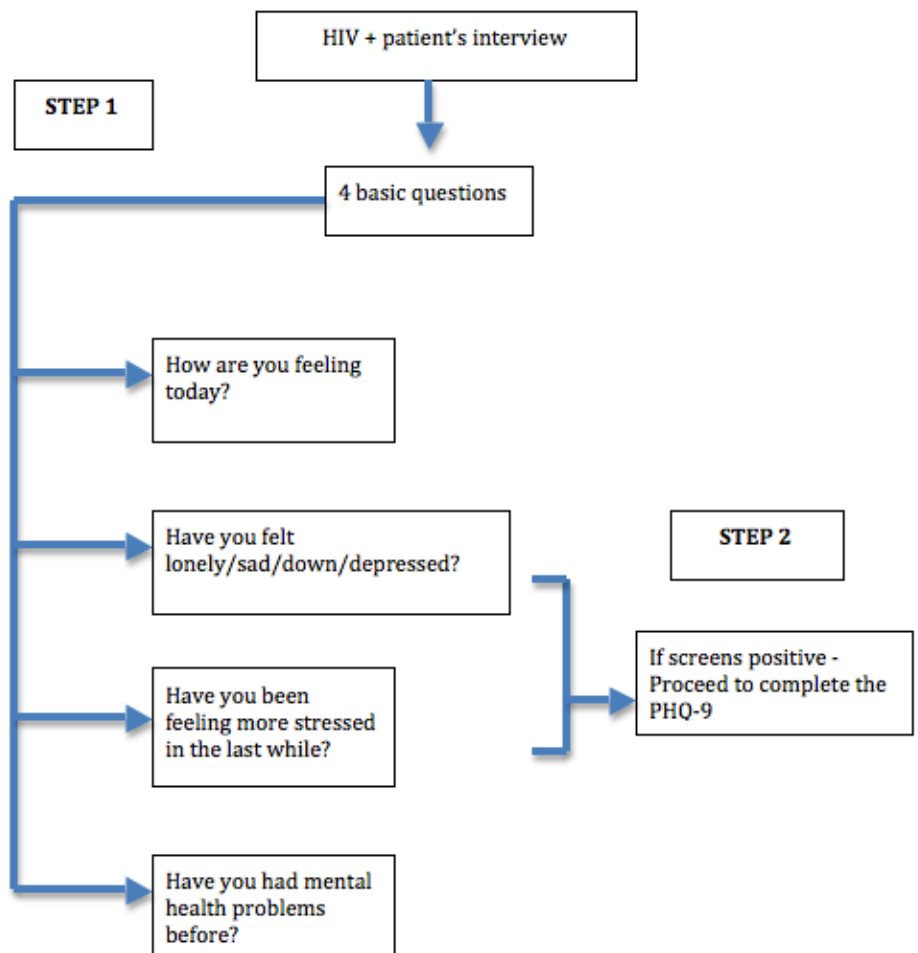 HIV + patient's interview
STEP 1
4 basic questions
How are you feeling
today?
Have you felt
lonely/sad/down/depressed?
STEP 2
If screens positive -
Proceed to complete the
PHQ-9
Have you been
feeling more stressed
in the last while?
Have you had mental
health problems
before?